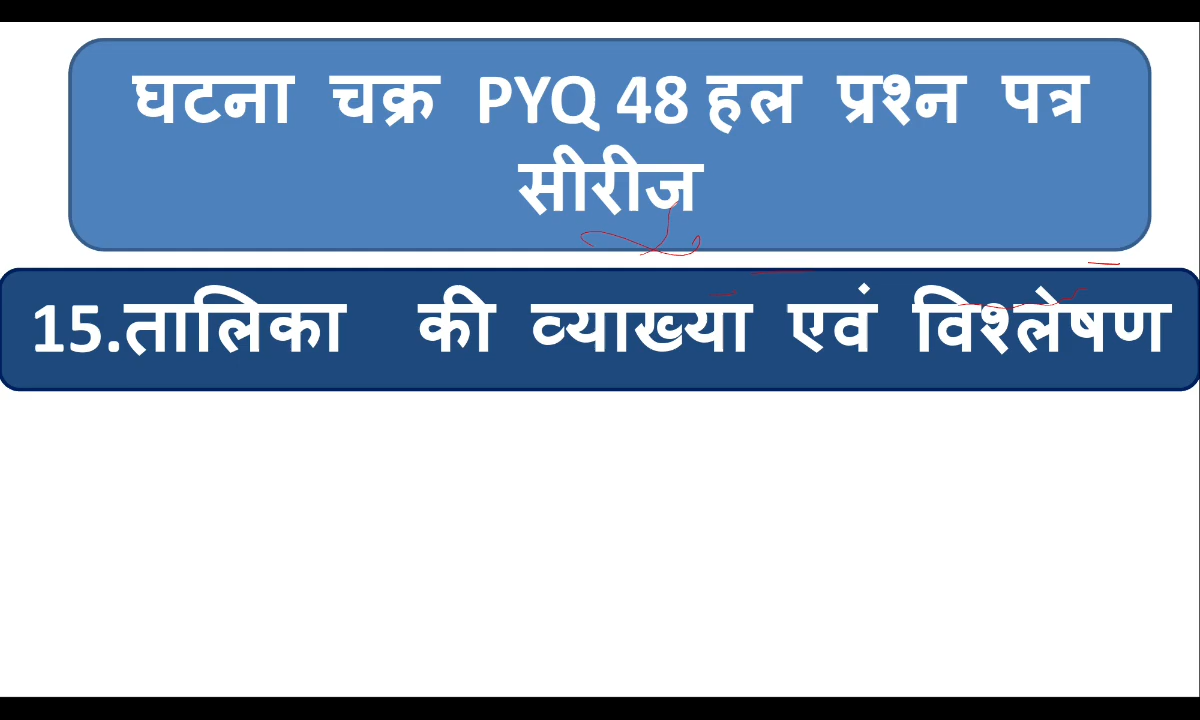 घटना चक्र PYQ 48 हल प्रश्न पत्र
सीरीज
15.तालिका की व्याख्या एवं विश्लेषण